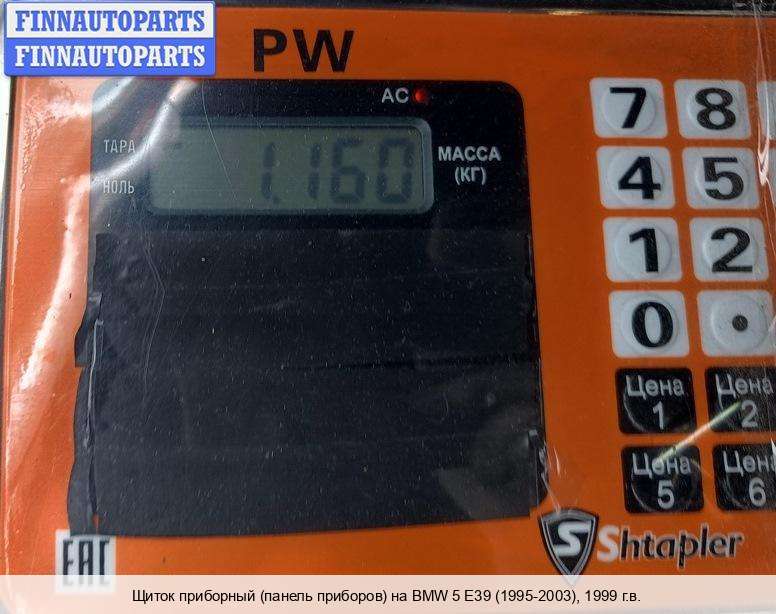 FINNAUTOPARTS
FINNAUTOPARTS
PW
AC
ТАРА
НОЛЬ
1.160
МАССА
(КГ)
7 8
4 5
1 2
0 .
Цена 1
Цена 2
Цена 5
Цена 6
S Shtapler
EAC
Щиток приборный (панель приборов) на BMW 5 E39 (1995-2003), 1999 г.в.